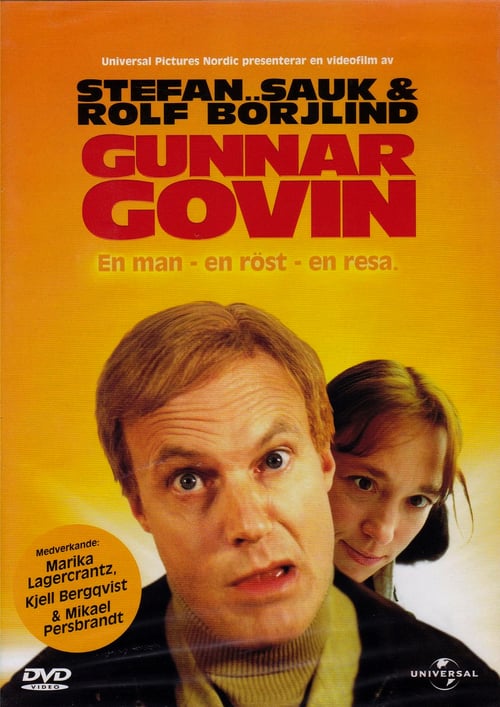 Universal Pictures Nordic presenterar en videofilm av
STEFAN SAUK &
ROLF BÖRJLIND
GUNNAR
GOVIN
En man - en röst - en resa.
Medverkande:
Marika
Lagercrantz,
Kjell Bergqvist
& Mikael
Persbrandt
DVD
VIDEO
UNIVERSAL